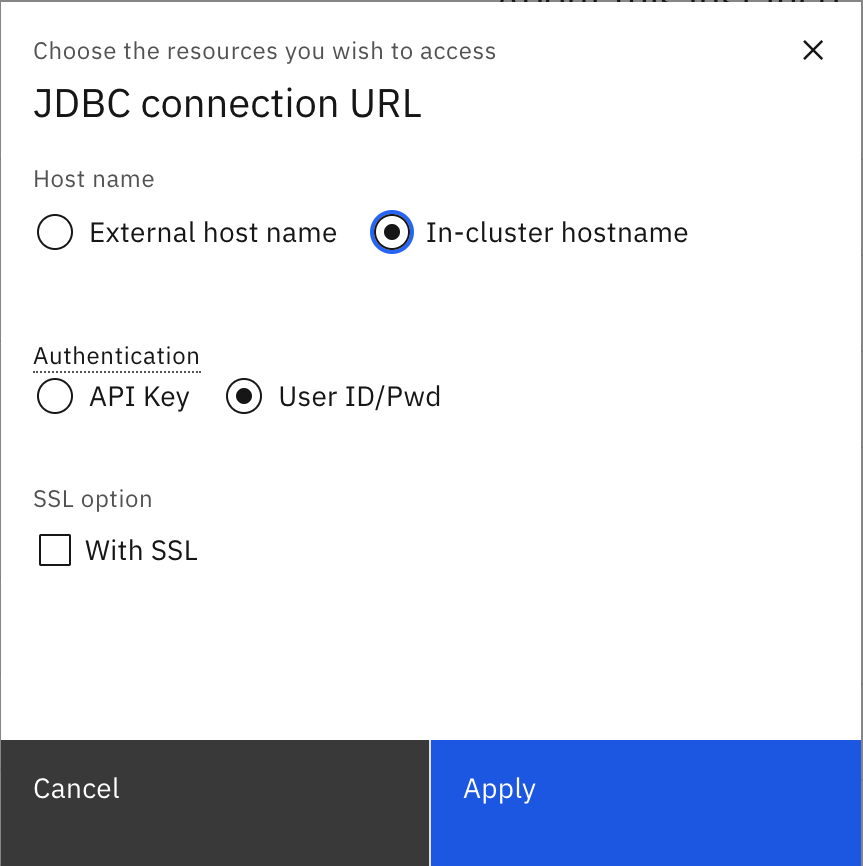 Choose the resources you wish to access
JDBC connection URL
Host name
External host name
In-cluster hostname
Authentication
API Key
User ID/Pwd
SSL option
With SSL
Cancel
Apply